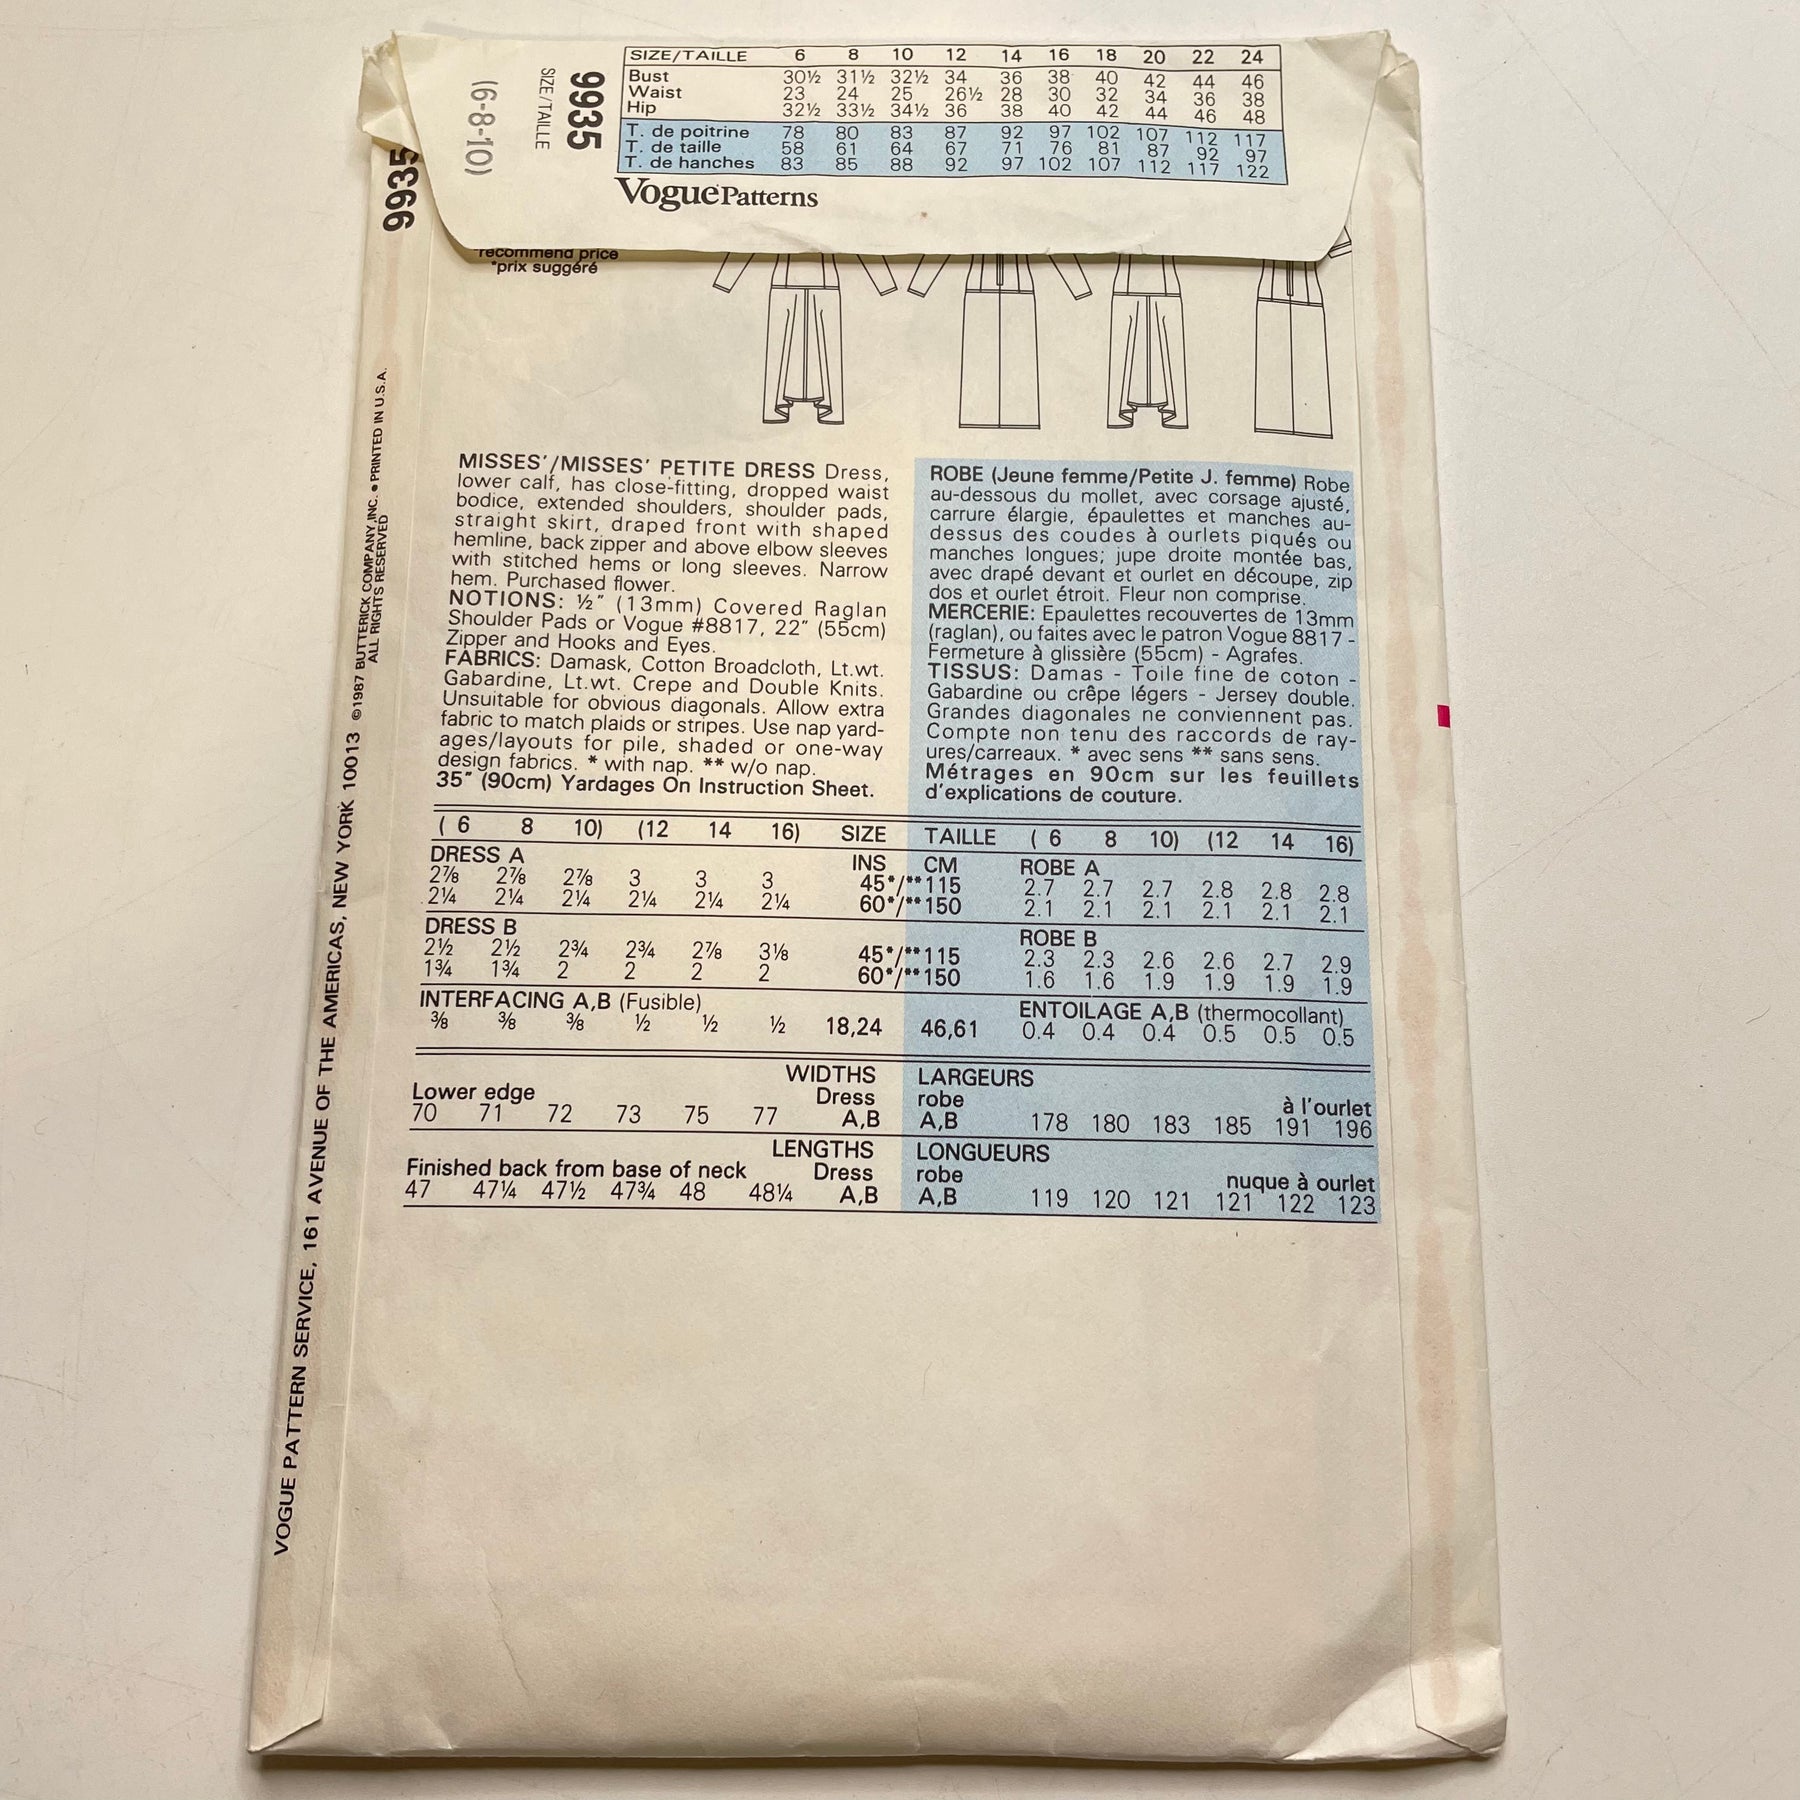 SIZE/TAILLE 6 8 10 12 14 16 18 20 22 24
Bust 30½ 31½ 32½ 34 36 38 40 42 44 46
Waist 23 24 25 26½ 28 30 32 34 36 38
Hip 32½ 33½ 34½ 36 38 40 42 44 46 48
T. de poitrine 78 80 83 87 92 97 102 107 112 117
T. de taille 58 61 64 67 71 76 81 87 92 97
T. de hanches 83 85 88 92 97 102 107 112 117 122
Vogue Patterns
9935
SIZE/TAILLE
(6-8-10)
9935
recommend price
*prix suggéré
©1987 BUTTERICK COMPANY, INC. • PRINTED IN U.S.A.
ALL RIGHTS RESERVED
VOGUE PATTERN SERVICE, 161 AVENUE OF THE AMERICAS, NEW YORK 10013
MISSES'/MISSES' PETITE DRESS Dress,
lower calf, has close-fitting, dropped waist
bodice, extended shoulders, shoulder pads,
straight skirt, draped front with shaped
hemline, back zipper and above elbow sleeves
with stitched hems or long sleeves. Narrow
hem. Purchased flower.
NOTIONS: ½" (13mm) Covered Raglan
Shoulder Pads or Vogue #8817, 22" (55cm)
Zipper and Hooks and Eyes.
FABRICS: Damask, Cotton Broadcloth, Lt.wt.
Gabardine, Lt.wt. Crepe and Double Knits.
Unsuitable for obvious diagonals. Allow extra
fabric to match plaids or stripes. Use nap yard-
ages/layouts for pile, shaded or one-way
design fabrics. * with nap. ** w/o nap.
35" (90cm) Yardages On Instruction Sheet.
ROBE (Jeune femme/Petite J. femme) Robe
au-dessous du mollet, avec corsage ajusté,
carrure élargie, épaulettes et manches au-
dessus des coudes à ourlets piqués ou
manches longues; jupe droite montée bas,
avec drapé devant et ourlet en découpe, zip
dos et ourlet étroit. Fleur non comprise.
MERCERIE: Epaulettes recouvertes de 13mm
(raglan), ou faites avec le patron Vogue 8817 -
Fermeture à glissière (55cm) - Agrafes.
TISSUS: Damas - Toile fine de coton -
Gabardine ou crêpe légers - Jersey double.
Grandes diagonales ne conviennent pas.
Compte non tenu des raccords de ray-
ures/carreaux. * avec sens ** sans sens.
Métrages en 90cm sur les feuillets
d'explications de couture.
( 6 8 10) (12 14 16) SIZE TAILLE ( 6 8 10) (12 14 16)
DRESS A INS CM ROBE A
2⅞ 2⅞ 2⅞ 3 3 3 45*/**115 2.7 2.7 2.7 2.8 2.8 2.8
2¼ 2¼ 2¼ 2¼ 2¼ 2¼ 60*/**150 2.1 2.1 2.1 2.1 2.1 2.1
DRESS B ROBE B
2½ 2½ 2¾ 2¾ 2⅞ 3⅛ 45*/**115 2.3 2.3 2.6 2.6 2.7 2.9
1¾ 1¾ 2 2 2 2 60*/**150 1.6 1.6 1.9 1.9 1.9 1.9
INTERFACING A,B (Fusible) ENTOILAGE A,B (thermocollant)
⅜ ⅜ ⅜ ½ ½ ½ 18,24 46,61 0.4 0.4 0.4 0.5 0.5 0.5
WIDTHS LARGEURS
Lower edge Dress robe à l'ourlet
70 71 72 73 75 77 A,B A,B 178 180 183 185 191 196
LENGTHS LONGUEURS
Finished back from base of neck Dress robe nuque à ourlet
47 47¼ 47½ 47¾ 48 48¼ A,B A,B 119 120 121 121 122 123